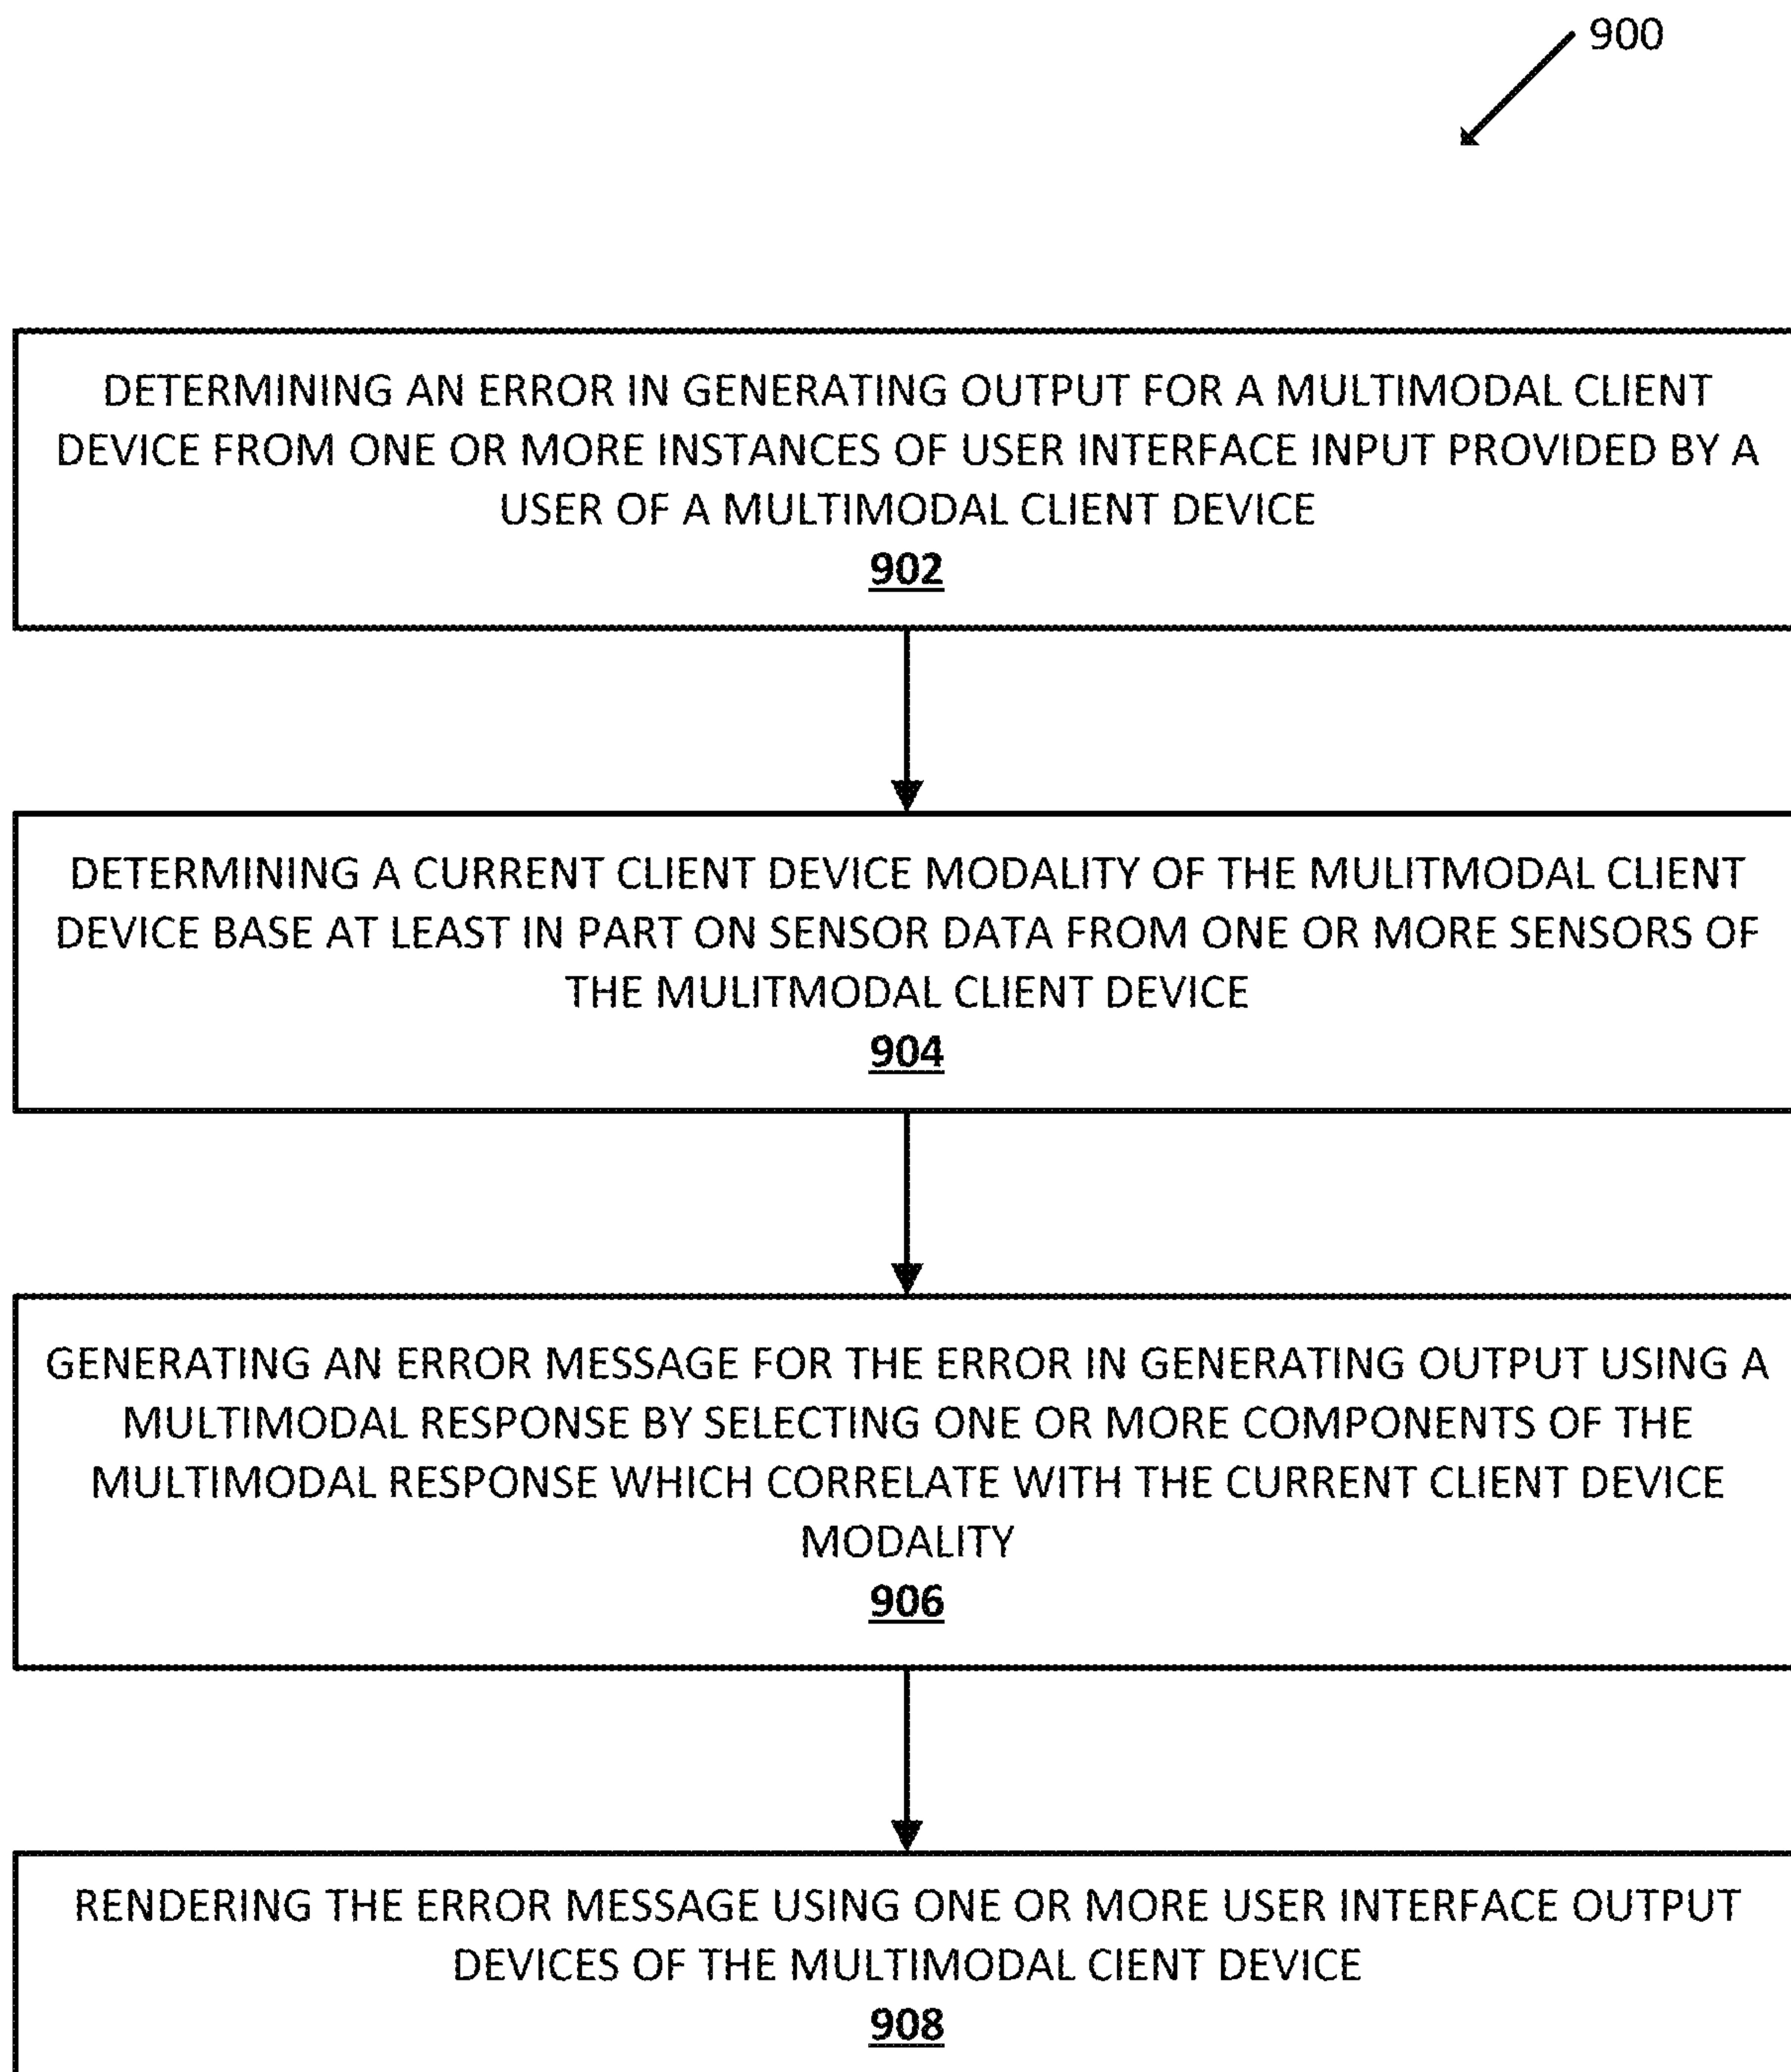 900
DETERMINING AN ERROR IN GENERATING OUTPUT FOR A MULTIMODAL CLIENT
DEVICE FROM ONE OR MORE INSTANCES OF USER INTERFACE INPUT PROVIDED BY A
USER OF A MULTIMODAL CLIENT DEVICE
902
DETERMINING A CURRENT CLIENT DEVICE MODALITY OF THE MULITMODAL CLIENT
DEVICE BASE AT LEAST IN PART ON SENSOR DATA FROM ONE OR MORE SENSORS OF
THE MULITMODAL CLIENT DEVICE
904
GENERATING AN ERROR MESSAGE FOR THE ERROR IN GENERATING OUTPUT USING A
MULTIMODAL RESPONSE BY SELECTING ONE OR MORE COMPONENTS OF THE
MULTIMODAL RESPONSE WHICH CORRELATE WITH THE CURRENT CLIENT DEVICE
MODALITY
906
RENDERING THE ERROR MESSAGE USING ONE OR MORE USER INTERFACE OUTPUT
DEVICES OF THE MULTIMODAL CIENT DEVICE
908